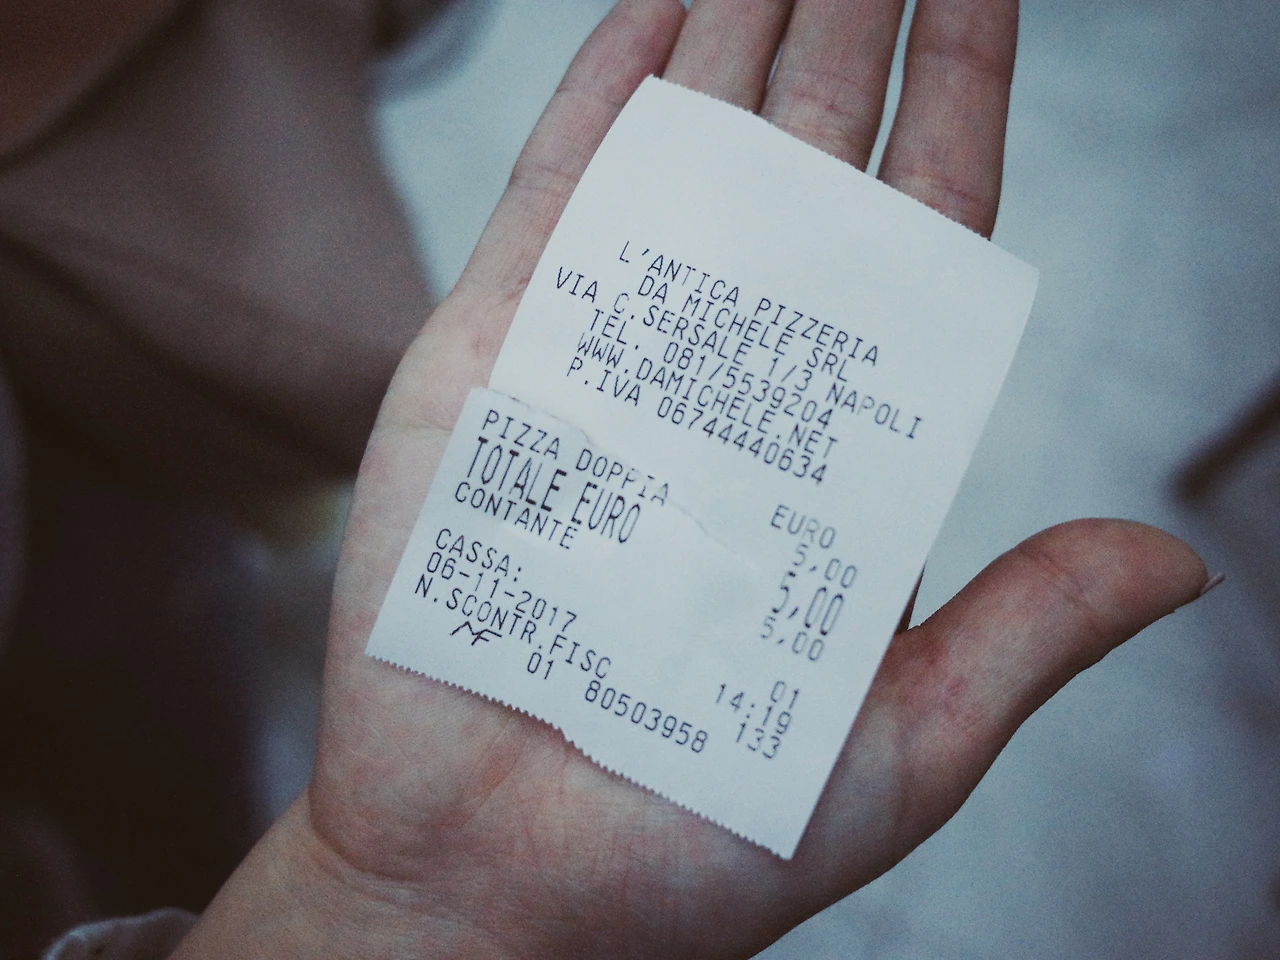 L'ANTICA PIZZERIA
DA MICHELE SRL
VIA C.SERSALE 1/3 NAPOLI
TEL. 081/5539204
WWW.DAMICHELE.NET
P.IVA 06744440634
EURO
PIZZA DOPPIA 5,00
TOTALE EURO 5,00
CONTANTE 5,00
CASSA: 01
06-11-2017 14:19
N.SCONTR.FISC 133
MF 01 80503958